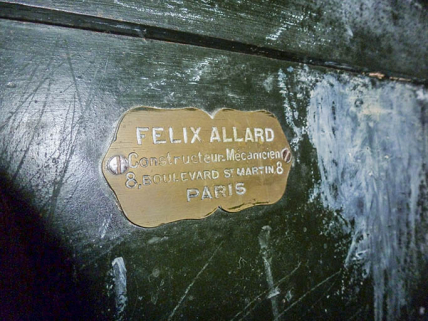 FELIX ALLARD
Constructeur.Mécanicien
8. BOULEVARD ST MARTIN. 8
PARIS